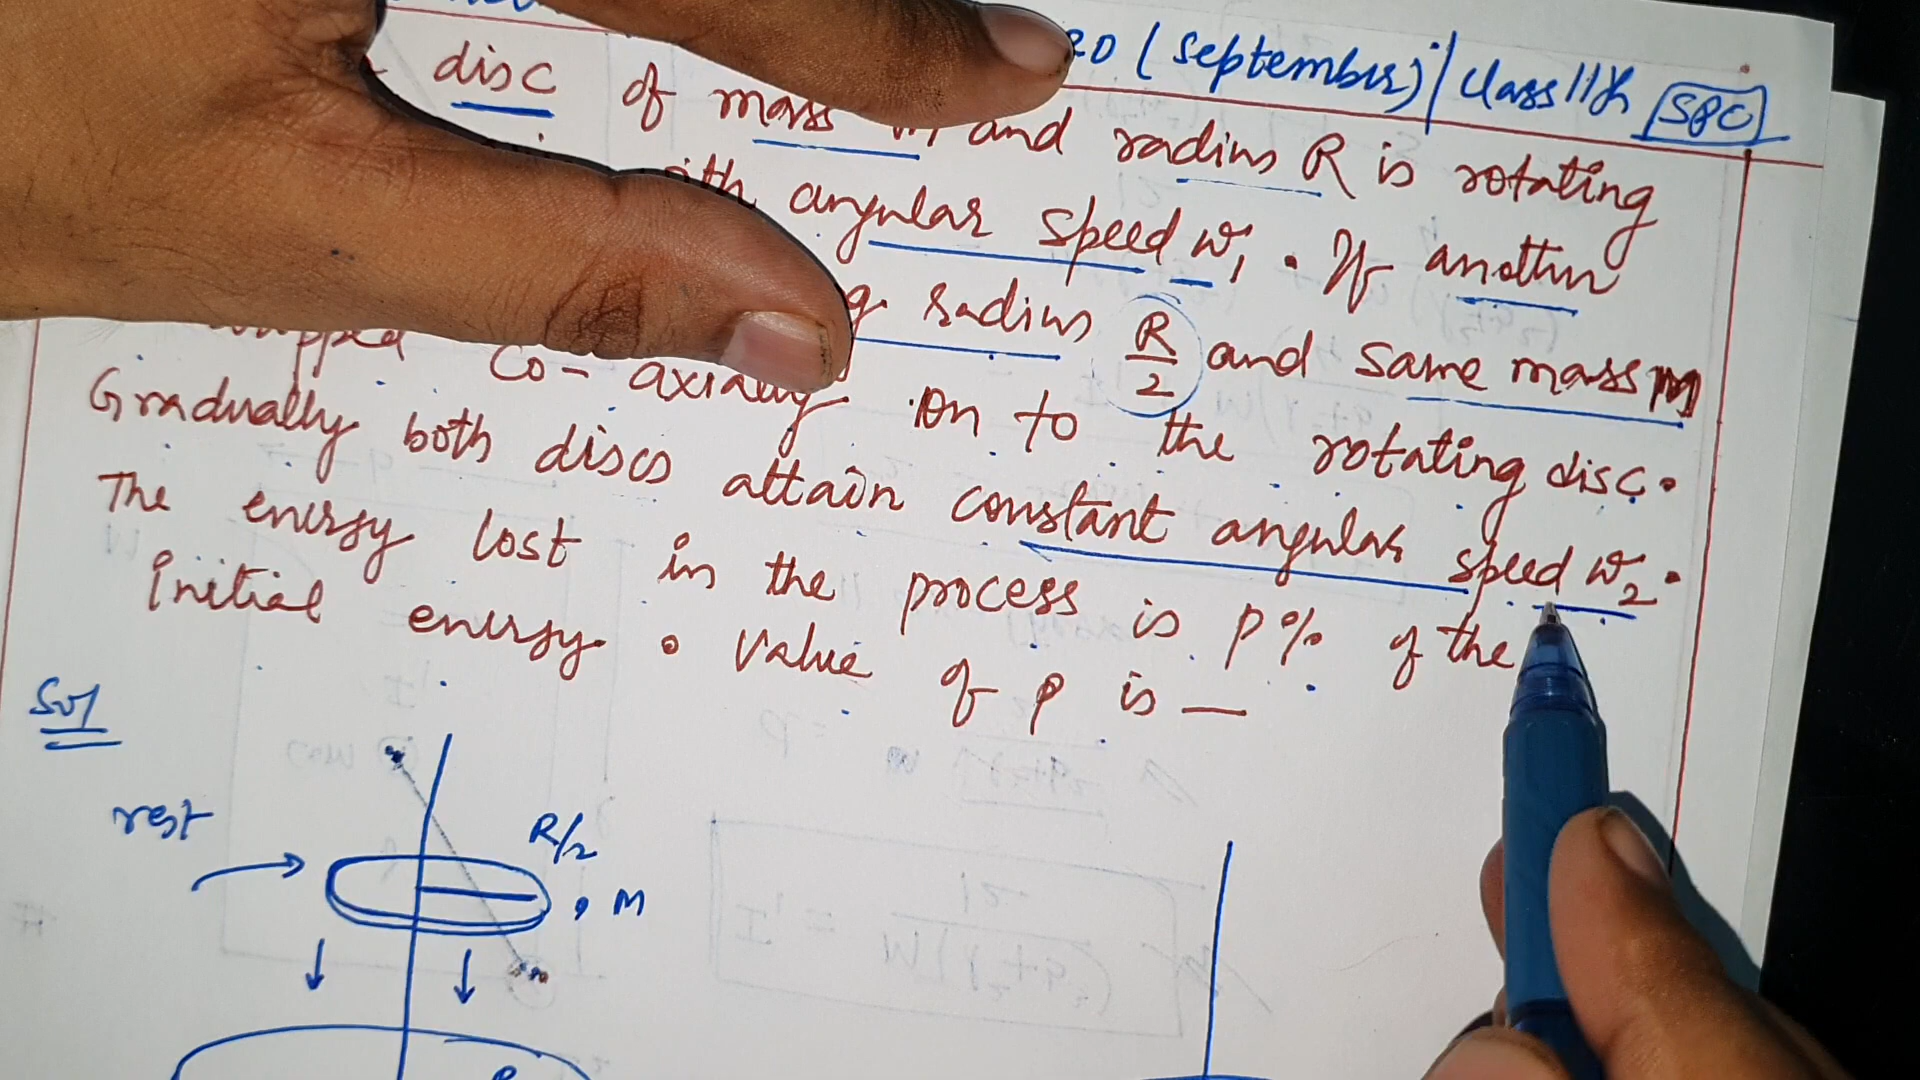 20 (September) | Class 11th SPC
disc of mass M and radius R is rotating
with angular speed ω₁. If another
radius R/2 and same mass M
Co-axially on to the rotating disc.
Gradually both discs attain constant angular speed ω₂.
The energy lost in the process is p% of the
initial energy. value of p is —
Sol
rest
R/2
, M
R